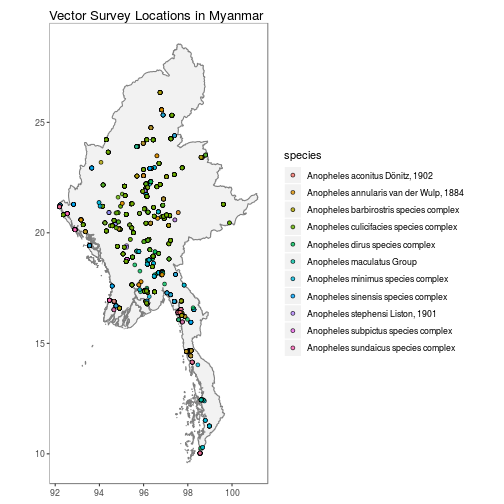 Vector Survey Locations in Myanmar
25
20
15
10
92
94
96
98
100
species
Anopheles aconitus Dönitz, 1902
Anopheles annularis van der Wulp, 1884
Anopheles barbirostris species complex
Anopheles culicifacies species complex
Anopheles dirus species complex
Anopheles maculatus Group
Anopheles minimus species complex
Anopheles sinensis species complex
Anopheles stephensi Liston, 1901
Anopheles subpictus species complex
Anopheles sundaicus species complex